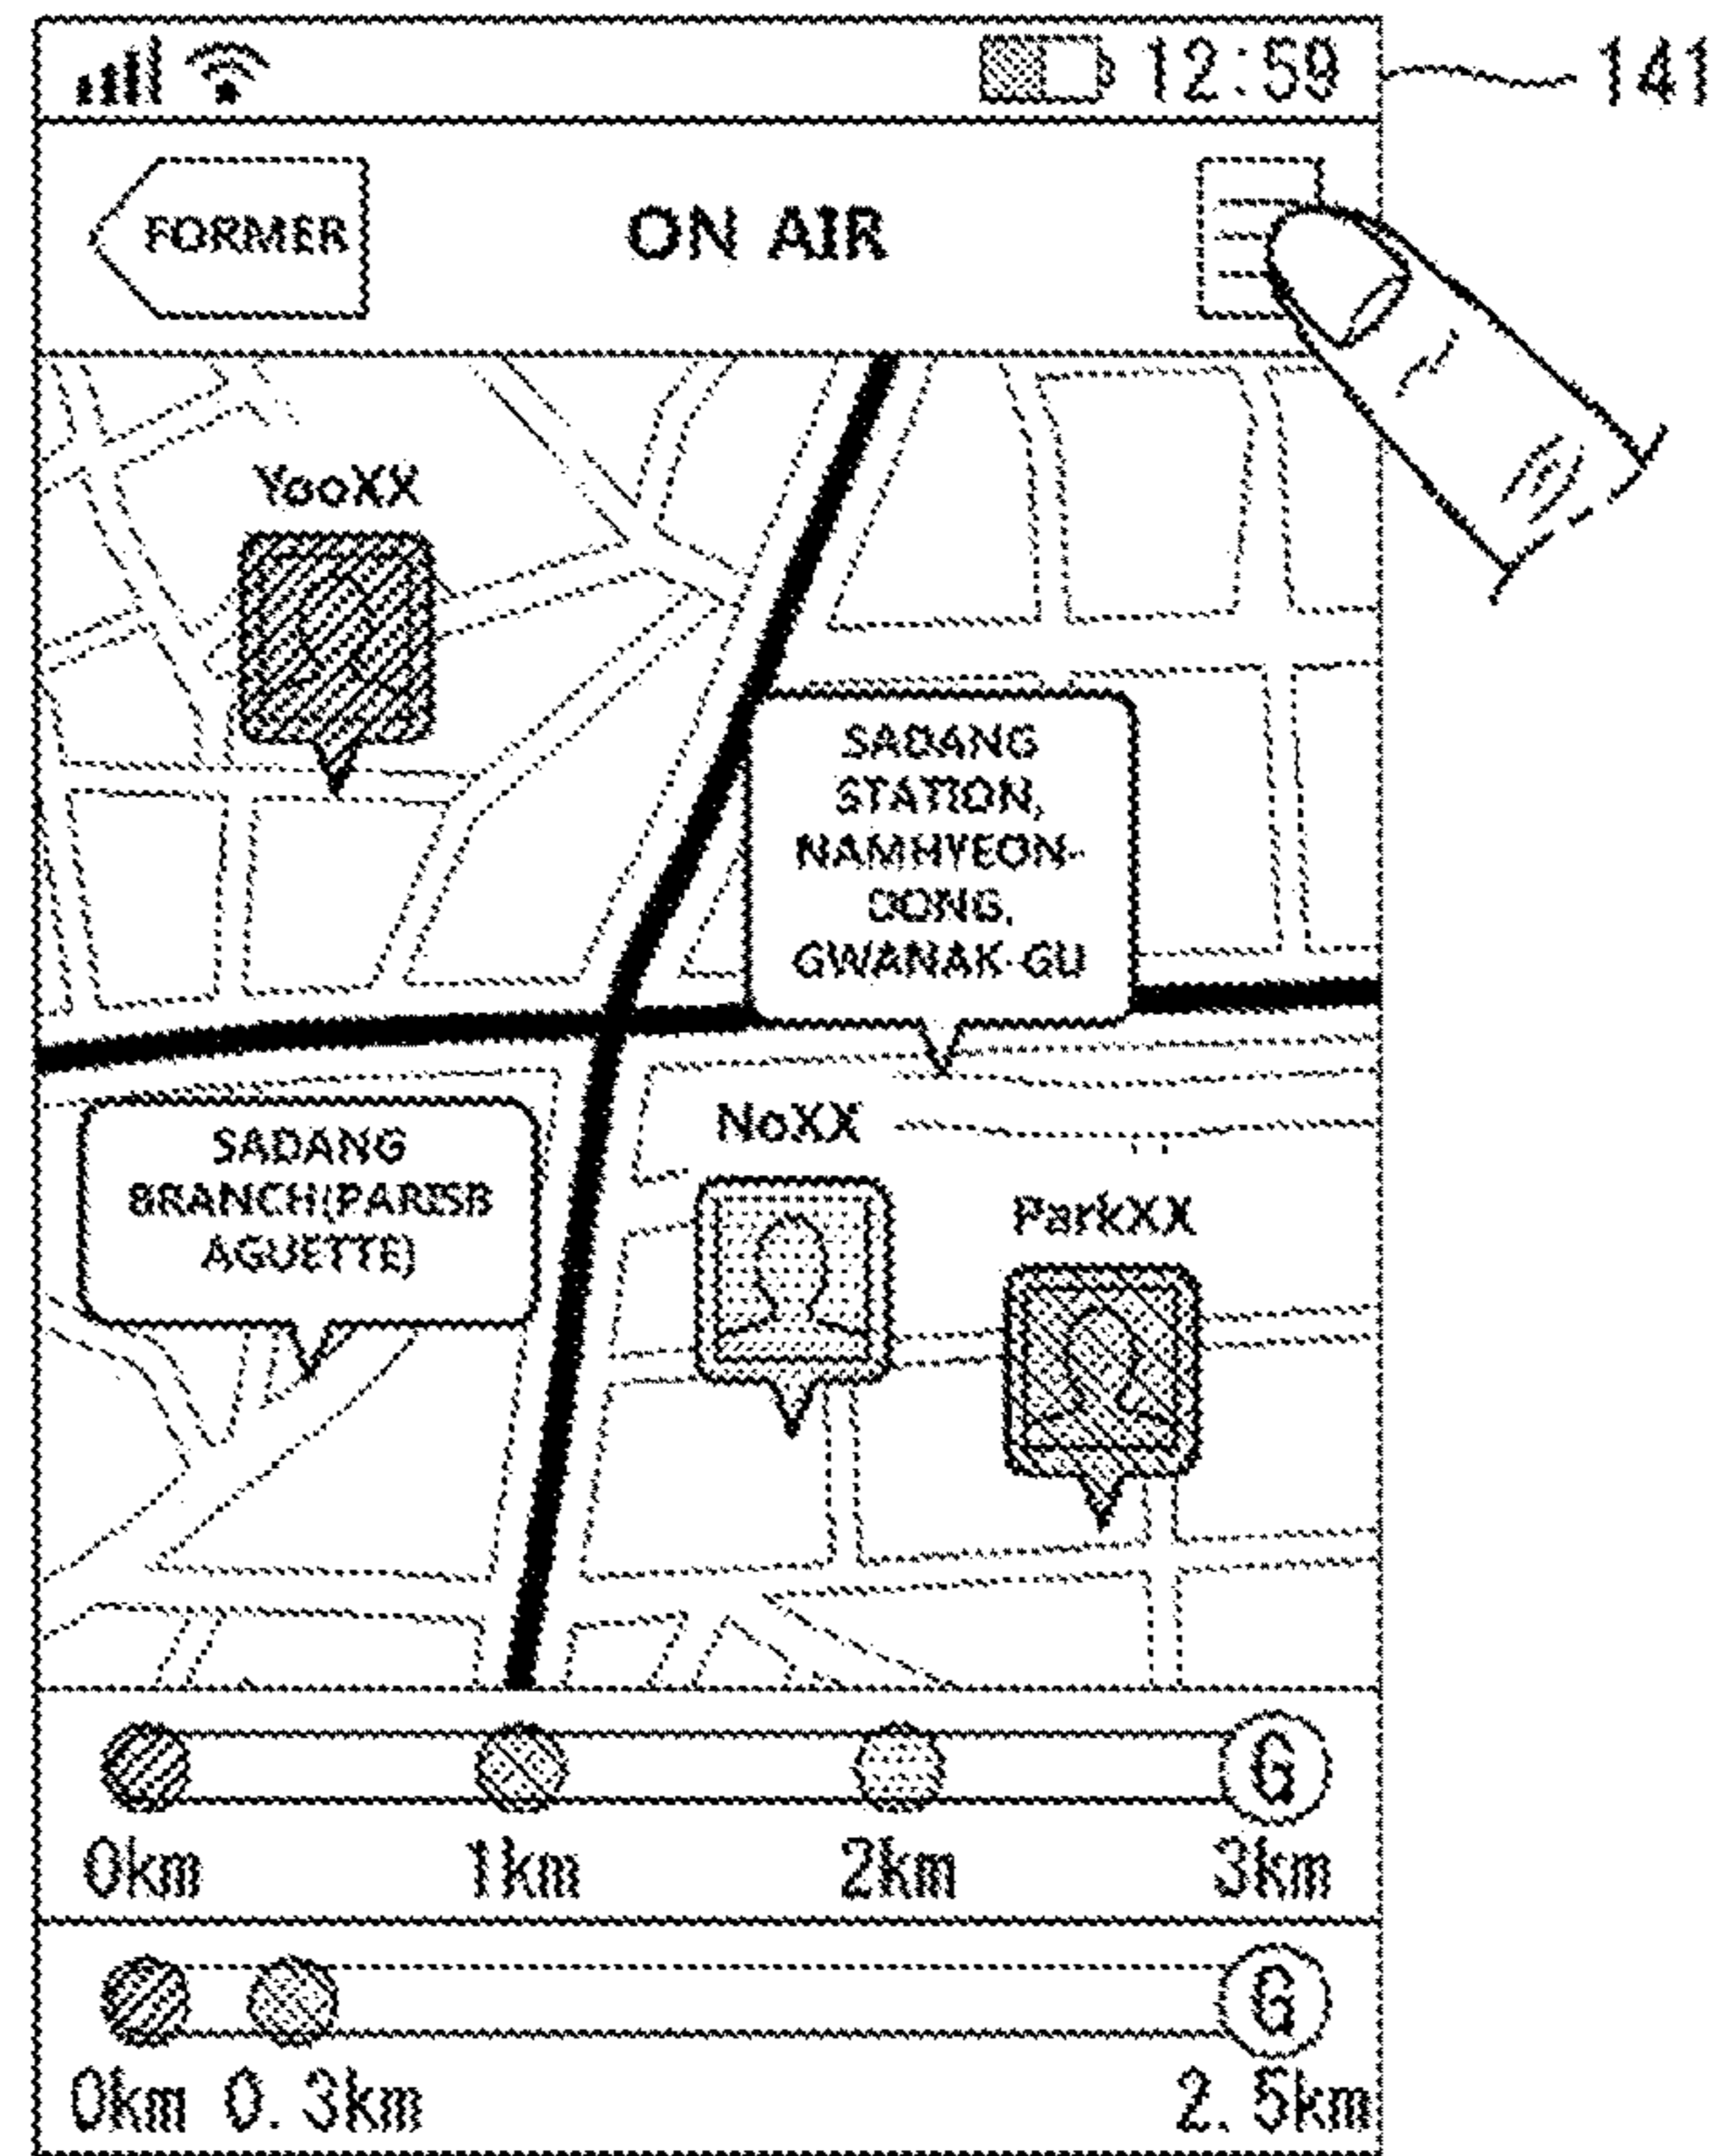 12:59
141
FORMER
ON AIR
YooXX
SADANG
STATION,
NAMHYEON-
DONG,
GWANAK-GU
SADANG
BRANCH(PARISB
AGUETTE)
NoXX
ParkXX
G
0km 1km 2km 3km
G
0km 0.3km 2.5km